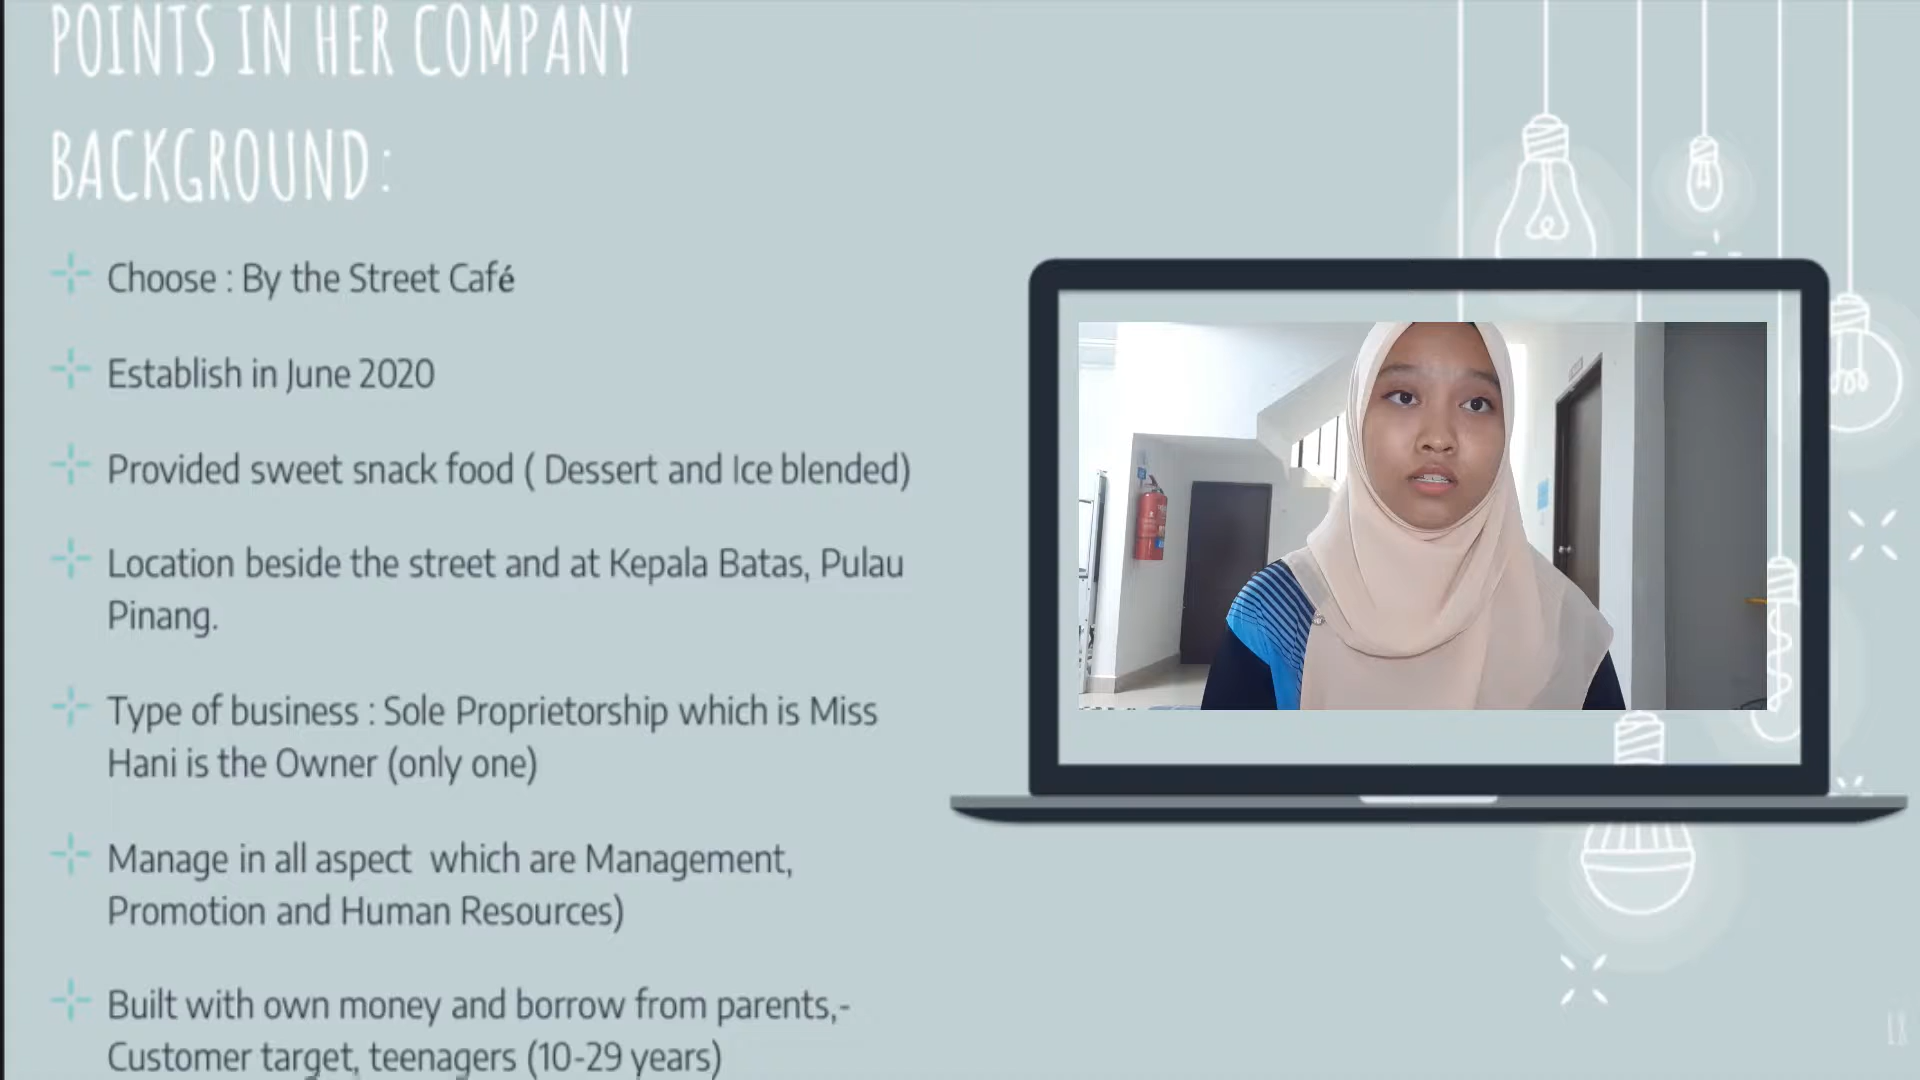 POINTS IN HER COMPANY
BACKGROUND:
Choose : By the Street Café
Establish in June 2020
Provided sweet snack food ( Dessert and Ice blended)
Location beside the street and at Kepala Batas, Pulau
Pinang.
Type of business : Sole Proprietorship which is Miss
Hani is the Owner (only one)
Manage in all aspect which are Management,
Promotion and Human Resources)
Built with own money and borrow from parents,-
Customer target, teenagers (10-29 years)